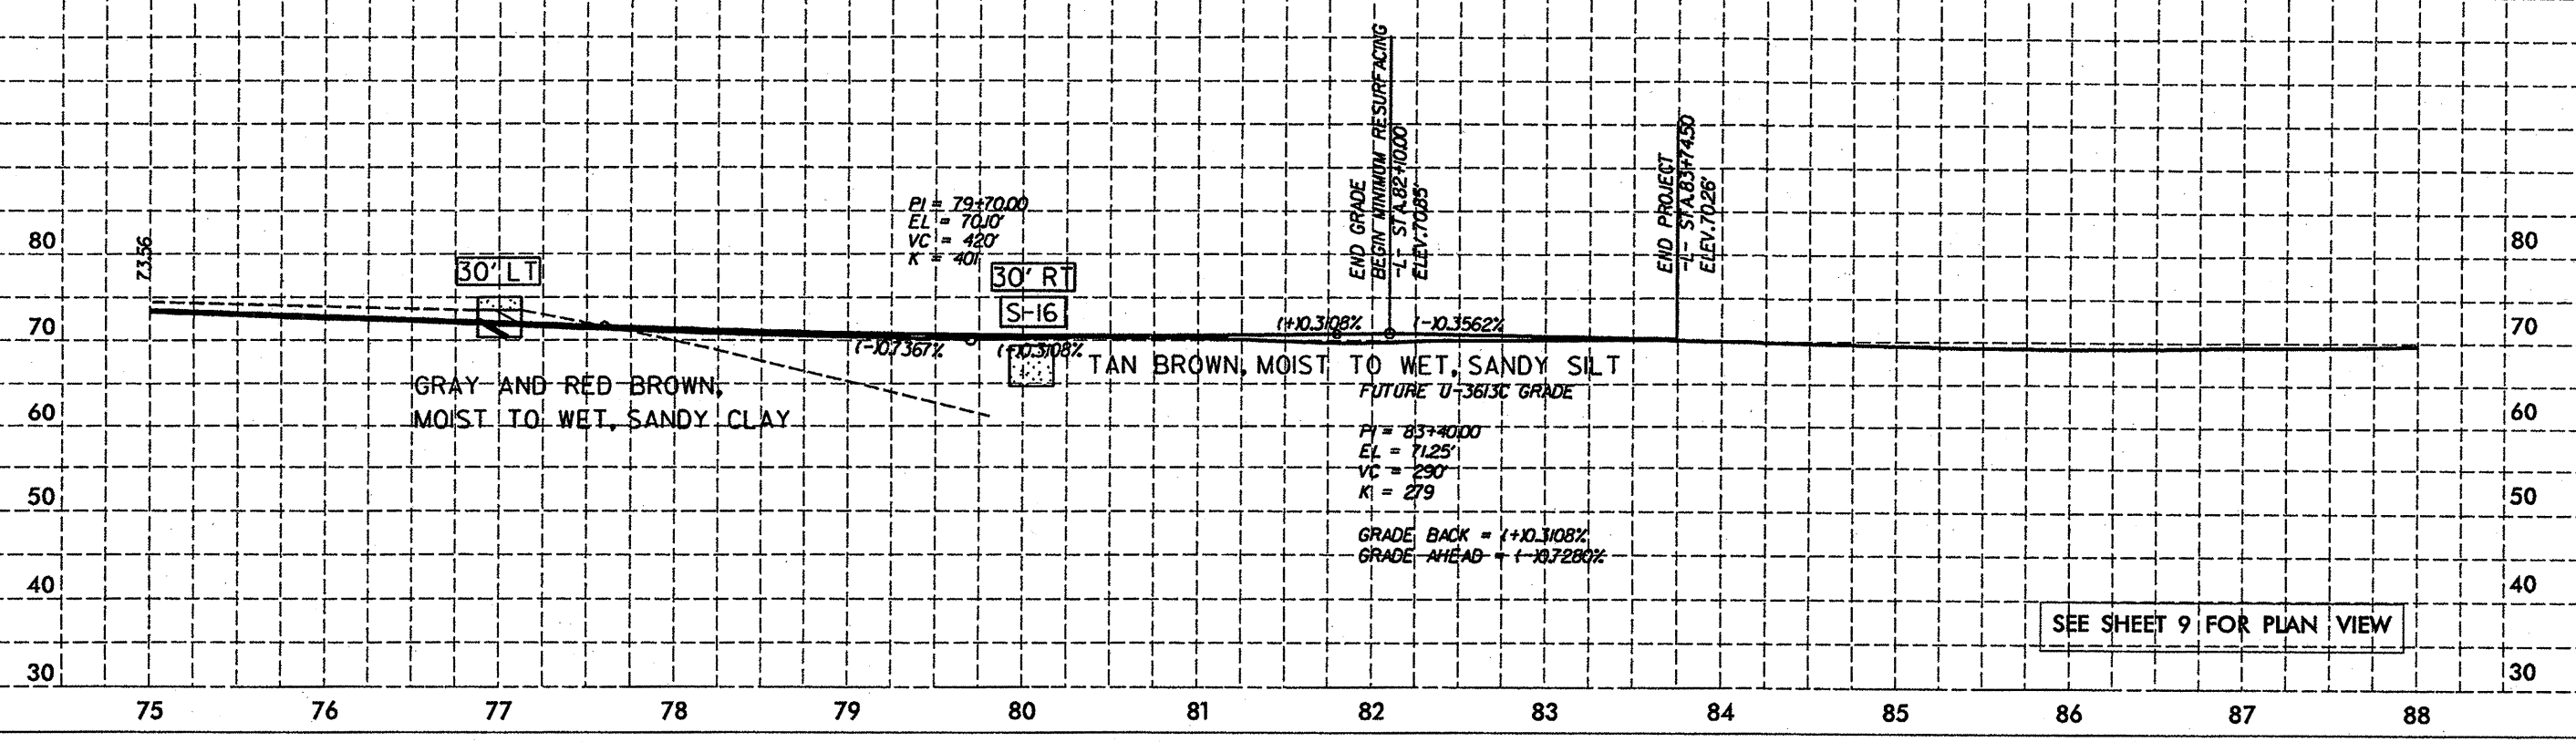 END GRADE
BEGIN MINIMUM RESURFACING
-L- STA.82+10.00
ELEV.70.85'
END PROJECT
-L- STA.83+74.50
ELEV.70.26'
PI = 79+70.00
EL = 70.10'
VC = 420'
K = 401
80
73.56
30' LT
30' RT
S-16
80
70
(+)0.3108%
(-)0.3562%
70
(-)0.7367%
(+)0.3108%
TAN BROWN, MOIST TO WET, SANDY SILT
GRAY AND RED BROWN,
MOIST TO WET, SANDY CLAY
FUTURE U-3613C GRADE
60
60
PI = 83+40.00
EL = 71.25'
VC = 290'
K = 279
50
50
GRADE BACK = (+)0.3108%
GRADE AHEAD = (-)0.7280%
40
40
SEE SHEET 9 FOR PLAN VIEW
30
30
75 76 77 78 79 80 81 82 83 84 85 86 87 88